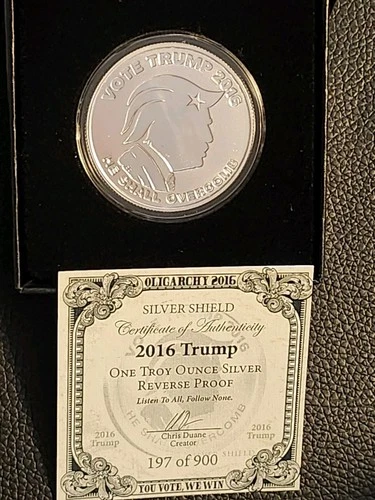 VOTE TRUMP 2016
HE SHALL OVERCOMB
OLIGARCHY 2016
SILVER SHIELD
Certificate of Authenticity
2016 Trump
ONE TROY OUNCE SILVER
REVERSE PROOF
Listen To All, Follow None.
Chris Duane
Creator
2016
Trump
2016
Trump
197 of 900
YOU VOTE, WE WIN